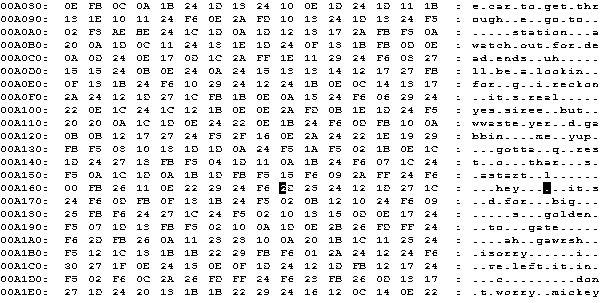 00A080: 0E FB 0C 0A 1B 24 1D 13 24 10 0E 1D 24 1D 11 1B : e.car.to.get.thr
00A090: 13 1E 10 11 24 F6 0E 2A FD 10 13 24 1D 13 24 F5 : ough..e..go.to..
00A0A0: 02 F3 AE BE 24 1C 1D 0A 1D 12 13 17 2A FB F5 0A : .....station...a
00A0B0: 20 0A 1D 0C 11 24 13 1E 1D 24 0F 13 1B FB 0D 0E : watch.out.for.de
00A0C0: 0A 0D 24 0E 17 0D 1C 2A FF 1E 11 29 24 F6 03 27 : ad.ends..uh.....
00A0D0: 15 15 24 0B 0E 24 0A 24 15 13 13 14 12 17 27 FB : ll.be.a.lookin..
00A0E0: 0F 13 1B 24 F6 10 29 24 12 24 1B 0E 0C 14 13 17 : for..g.i.reckon
00A0F0: 2A 24 12 1D 27 1C FB 1B 0E 0A 15 24 F6 06 29 24 : ..it.s.real.....
00A100: 22 0E 1C 24 1C 12 1B 0E 0E 2A FD 0B 1E 1D 24 F5 : yes.siree..but..
00A110: 20 20 0A 1C 1D 0E 24 22 0E 1B 24 F6 0D FB 10 0A : wwaste.yer..d.ga
00A120: 0B 0B 12 17 27 24 F5 2F 16 0E 2A 24 22 1E 19 29 : bbin....me..yup.
00A130: FB F5 03 10 13 1D 1D 0A 24 F5 1A F5 02 1B 0E 1C : ...gotta..q..res
00A140: 1D 24 27 13 FB F5 04 1D 11 0A 1B 24 F6 07 1C 24 : t..o...thar...s.
00A150: F5 0A 1C 1D 0A 1B 1D FB F5 15 F6 09 2A FF 24 F6 : .astart..l......
00A160: 00 FB 26 11 0E 22 29 24 F6 2D 25 24 12 1D 27 1C : ...hey......it.s
00A170: 24 F6 0D FB 0F 13 1B 24 F5 02 0B 12 10 24 F6 09 : ..d.for...big...
00A180: 25 FB F6 24 27 1C 24 F5 02 10 13 15 0D 0E 17 24 : .....s...golden.
00A190: F5 07 1D 13 FB F5 02 10 0A 1D 0E 2B 26 FD FF 24 : ..to...gate.....
00A1A0: F6 2D FB 26 0A 11 23 23 10 0A 20 1B 1C 11 25 24 : ....ah..gawrsh..
00A1B0: F5 12 1C 13 1B 1B 22 29 FB F6 01 2A 24 12 24 F6 : .isorry.....i..
00A1C0: 30 27 1F 0E 24 15 0E 0F 1D 24 12 1D FB 12 17 24 : ..ve.left.it.in.
00A1D0: F5 02 F6 0C 2A FD FF 24 F6 23 FB 26 0D 13 17 : ...c........don
00A1E0: 27 1D 24 20 13 1B 1B 22 29 24 16 12 0C 14 0E 22 : .t.worry..mickey